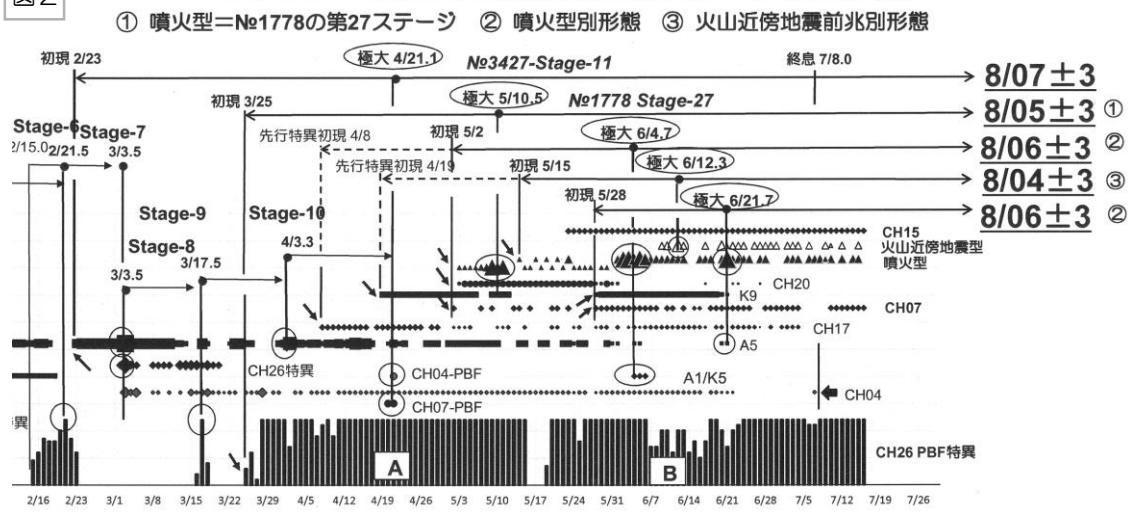 図2
① 噴火型=№1778の第27ステージ ② 噴火型別形態 ③ 火山近傍地震前兆別形態
初現 2/23
極大 4/21.1
№3427-Stage-11
終息 7/8.0
8/07±3
初現 3/25
極大 5/10.5
№1778 Stage-27
8/05±3 ①
Stage-6
Stage-7
先行特異初現 4/8
初現 5/2
極大 6/4.7
8/06±3 ②
2/15.0
2/21.5
3/3.5
先行特異初現 4/19
初現 5/15
極大 6/12.3
8/04±3 ③
初現 5/28
極大 6/21.7
8/06±3 ②
Stage-9
Stage-10
Stage-8
4/3.3
3/3.5
3/17.5
CH15
火山近傍地震型
噴火型
CH20
K9
CH07
CH17
A5
CH26特異
CH04-PBF
A1/K5
CH04
CH07-PBF
異
CH26 PBF特異
A
B
2/16 2/23 3/1 3/8 3/15 3/22 3/29 4/5 4/12 4/19 4/26 5/3 5/10 5/17 5/24 5/31 6/7 6/14 6/21 6/28 7/5 7/12 7/19 7/26